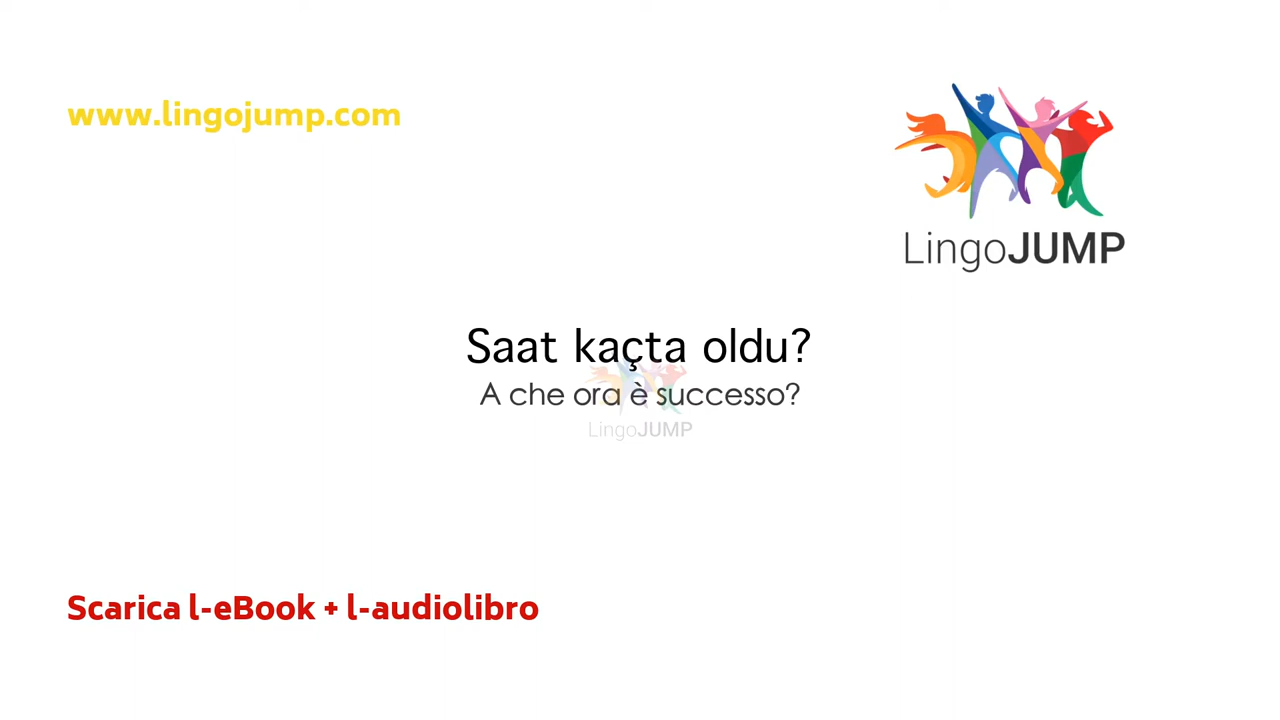 www.lingojump.com
LingoJUMP
Saat kaçta oldu?
A che ora è successo?
LingoJUMP
Scarica l-eBook + l-audiolibro